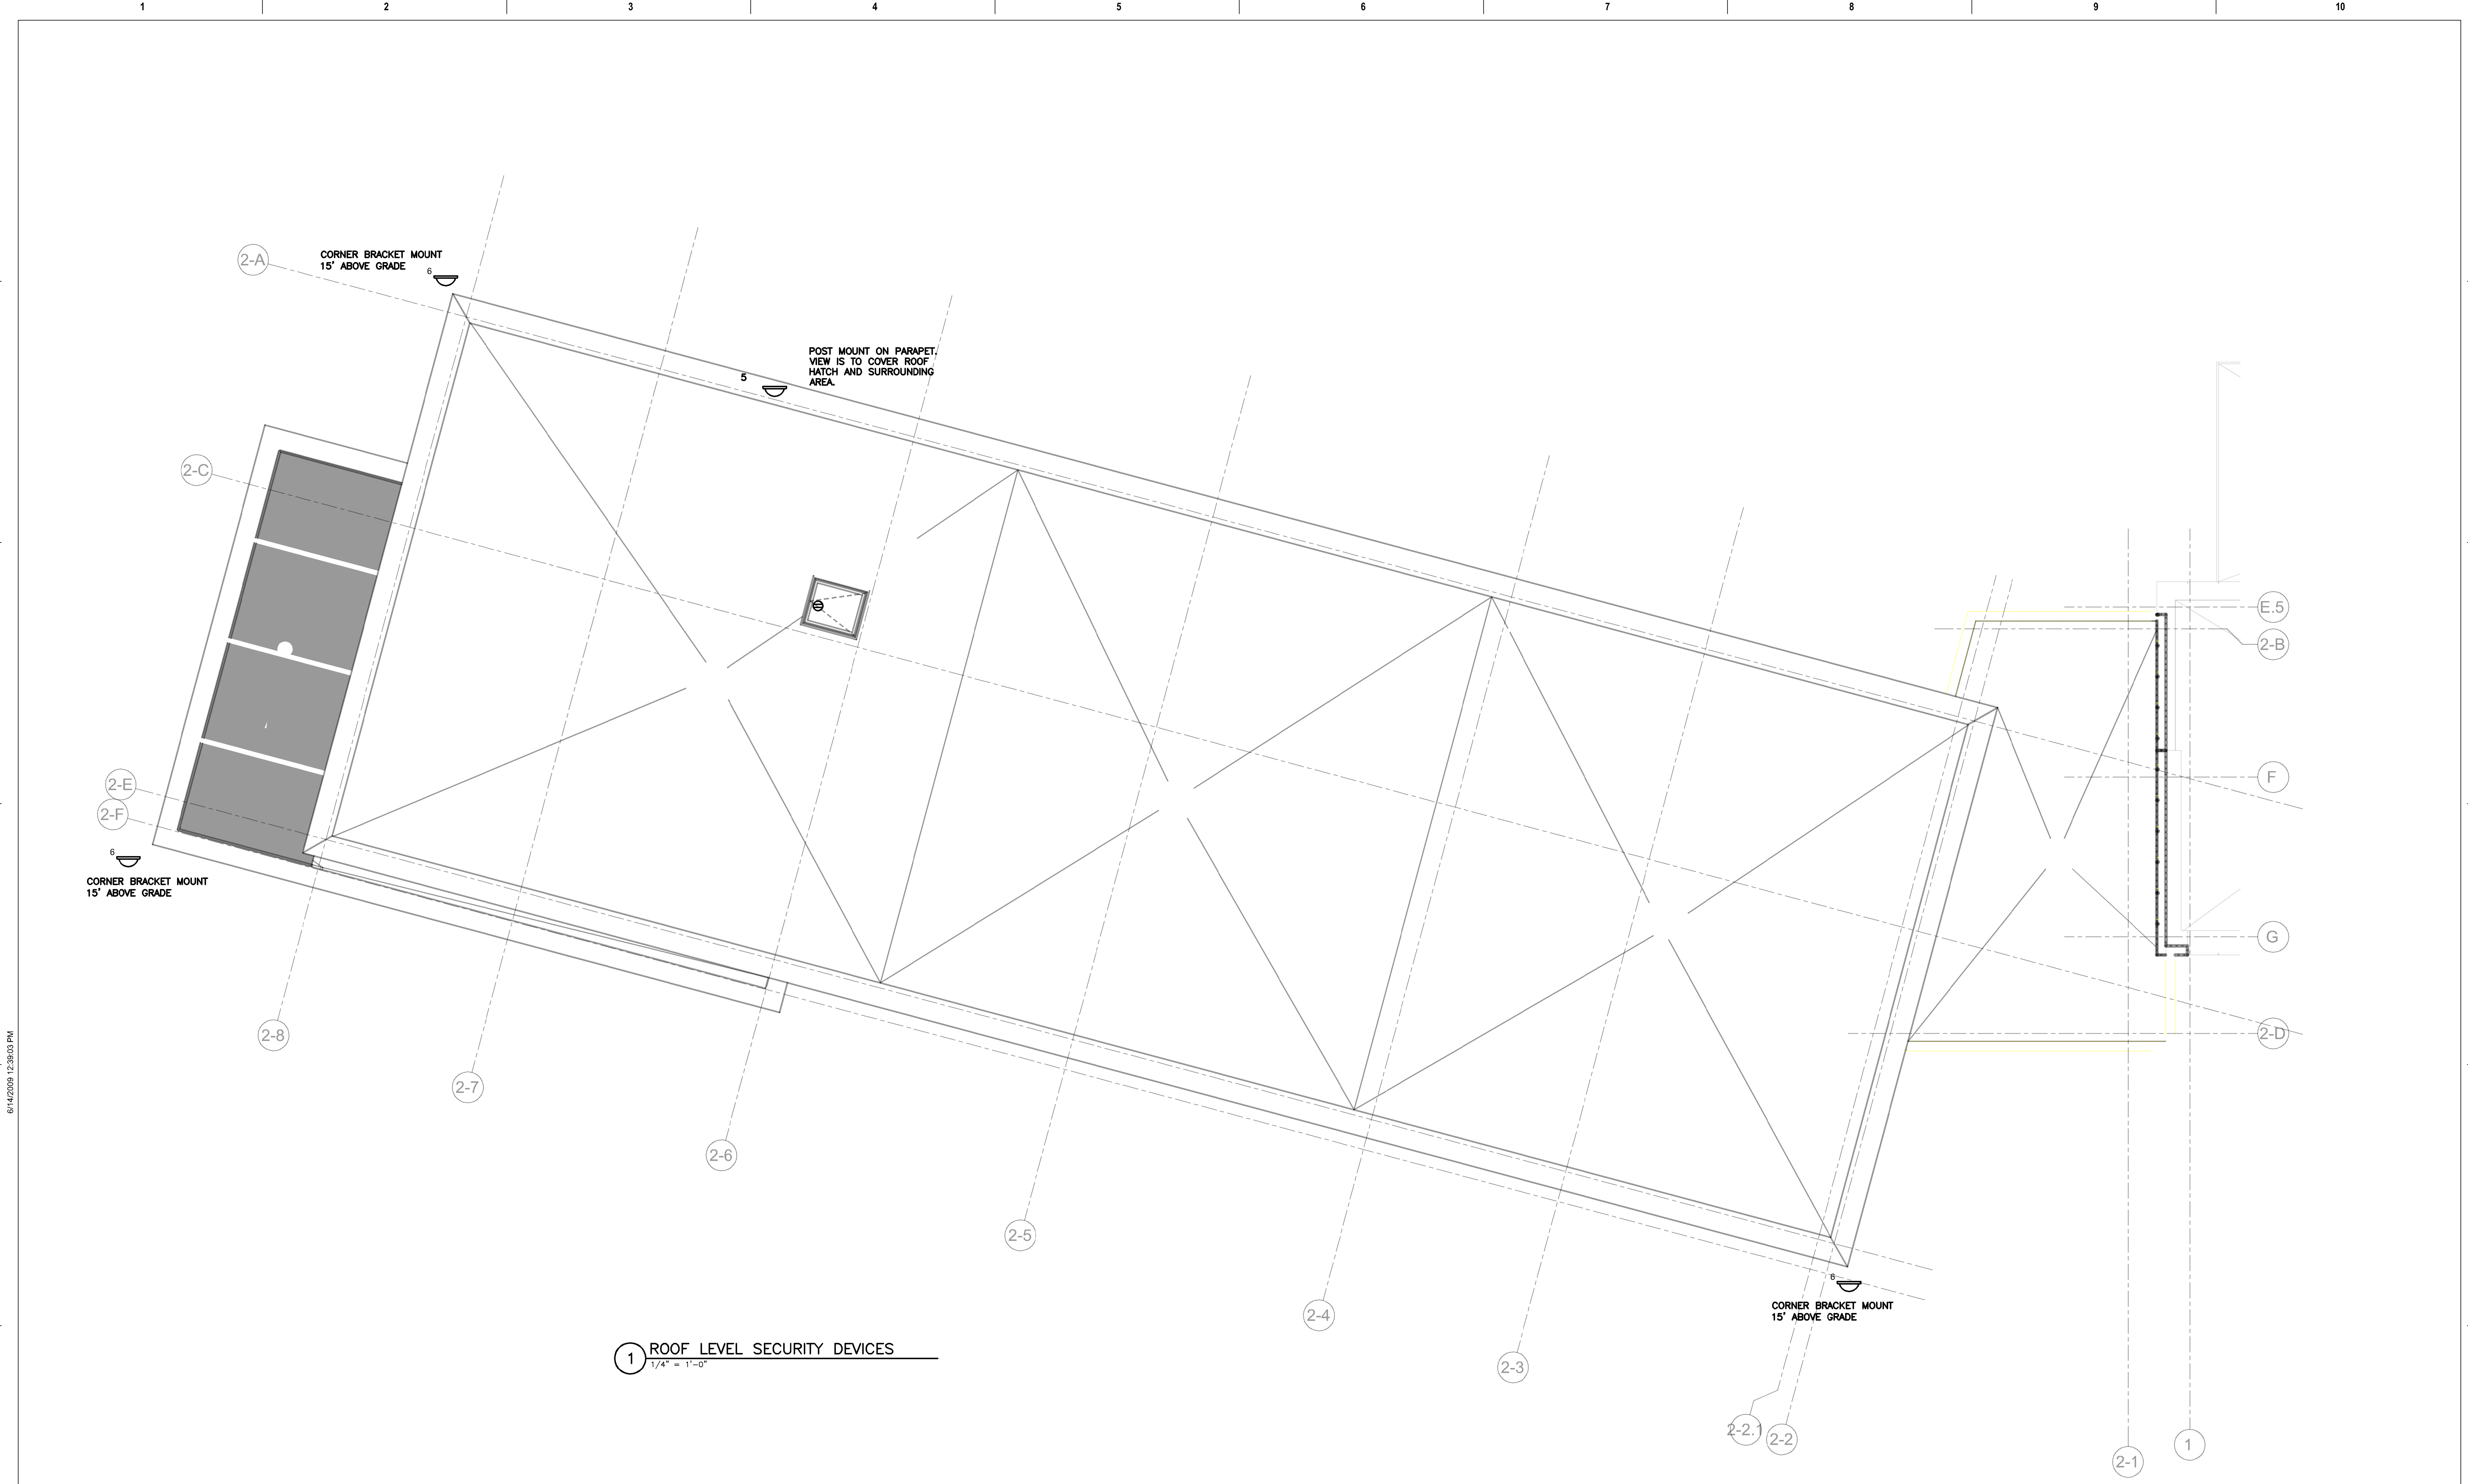 1 2 3 4 5 6 7 8 9 10
2-A
CORNER BRACKET MOUNT
15' ABOVE GRADE
6
POST MOUNT ON PARAPET.
VIEW IS TO COVER ROOF
HATCH AND SURROUNDING
AREA.
5
2-C
E.5
2-B
F
2-E
2-F
6
CORNER BRACKET MOUNT
15' ABOVE GRADE
G
2-D
2-8
2-7
2-6
2-5
2-4
2-3
2-2.1
2-2
2-1
1
6
CORNER BRACKET MOUNT
15' ABOVE GRADE
1 ROOF LEVEL SECURITY DEVICES
1/4" = 1'-0"
6/14/2009 12:39:03 PM